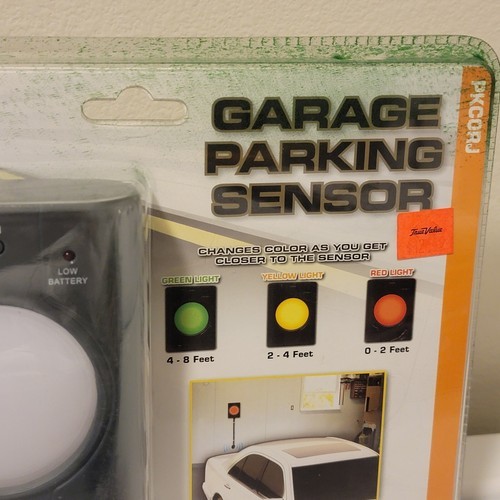 GARAGE
PARKING
SENSOR
PKC0BJ
True Value
CHANGES COLOR AS YOU GET
CLOSER TO THE SENSOR
LOW
BATTERY
GREEN LIGHT
YELLOW LIGHT
RED LIGHT
4 - 8 Feet
2 - 4 Feet
0 - 2 Feet